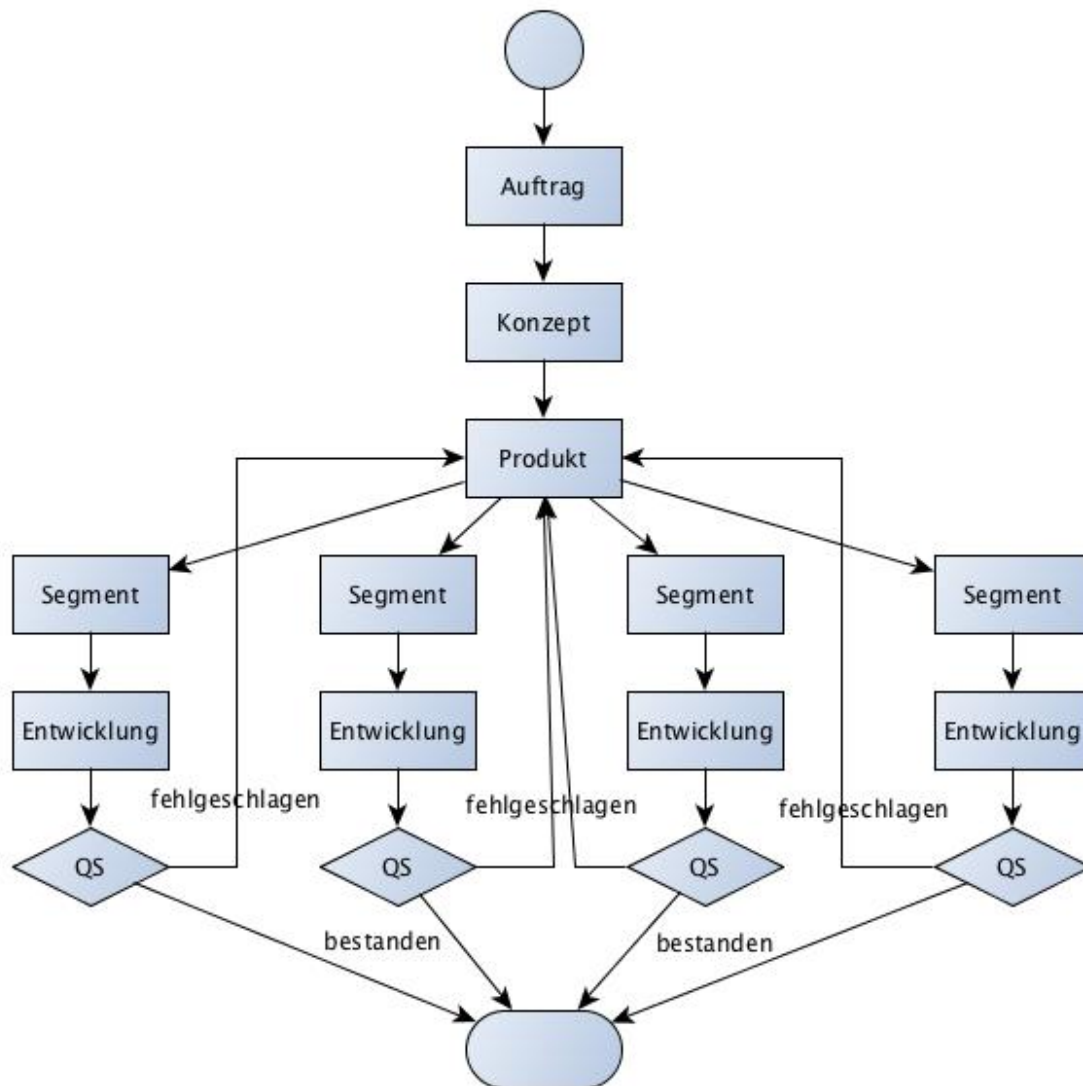 Auftrag
Konzept
Produkt
Segment
Segment
Segment
Segment
Entwicklung
Entwicklung
Entwicklung
Entwicklung
fehlgeschlagen
fehlgeschlagen
fehlgeschlagen
QS
QS
QS
QS
bestanden
bestanden